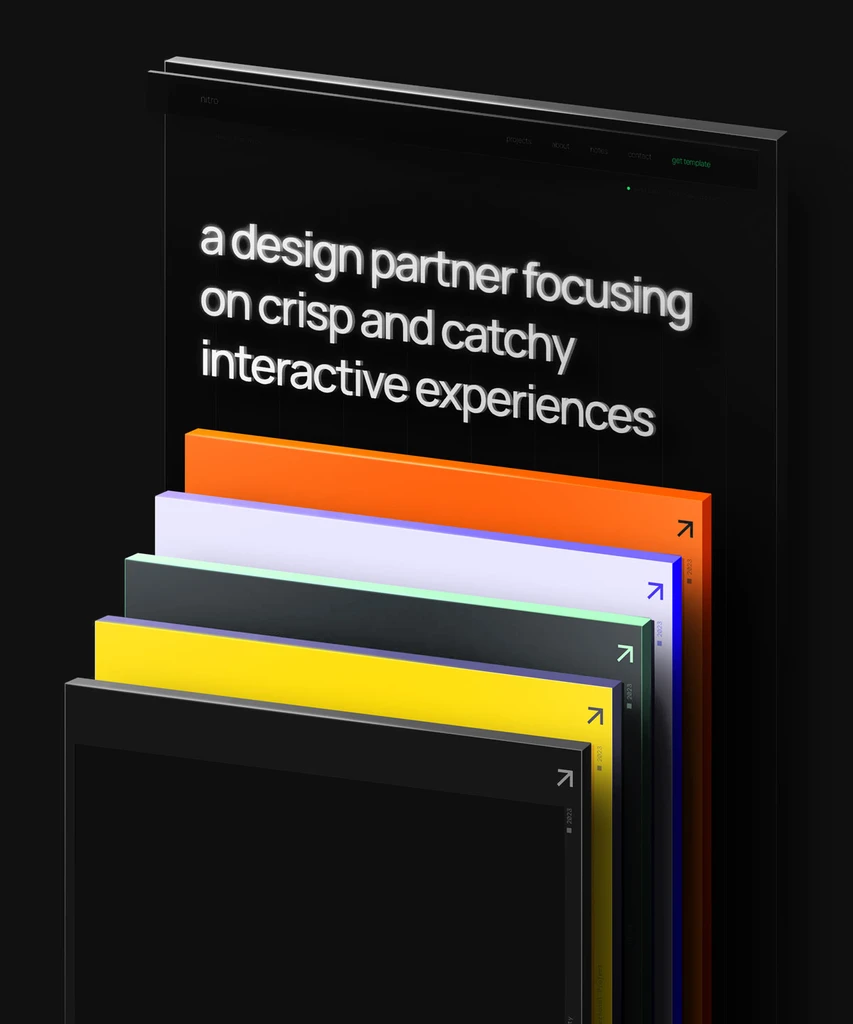 nitro
projects about notes contact get template
a design partner focusing
on crisp and catchy
interactive experiences
2023
2023
2023
2023
2023